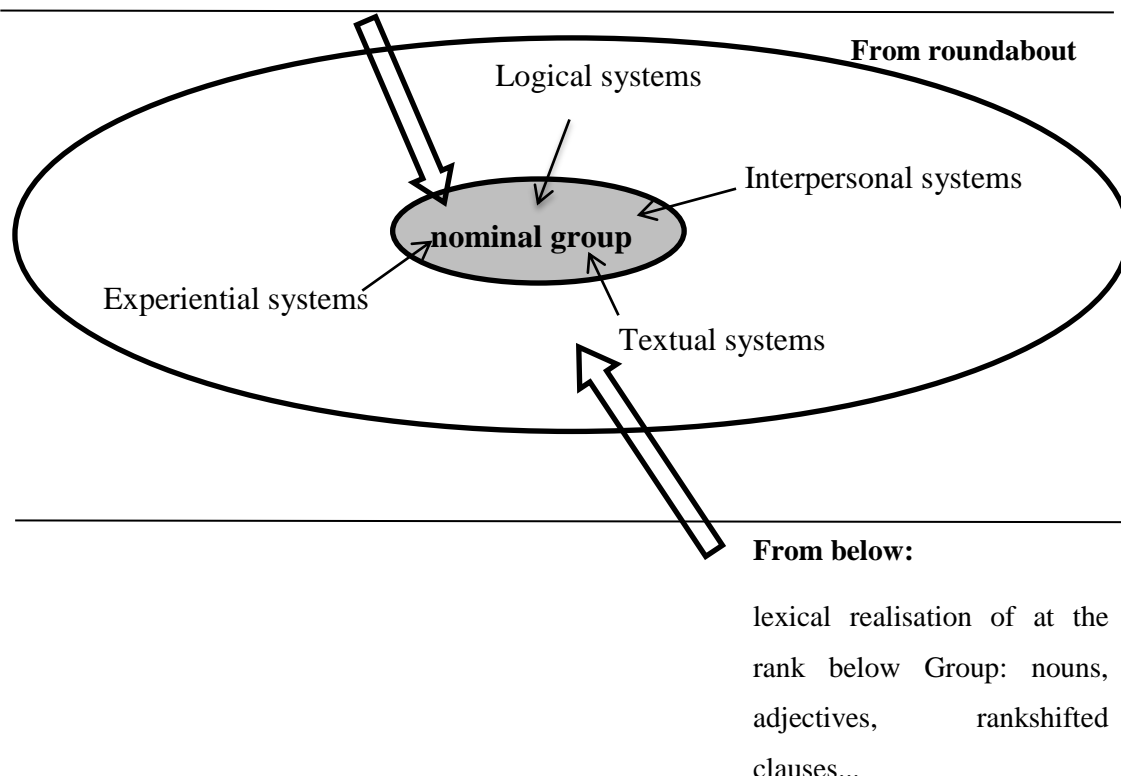 From roundabout
Logical systems
Interpersonal systems
nominal group
Experiential systems
Textual systems
From below:
lexical realisation of at the
rank below Group: nouns,
adjectives, rankshifted
clauses...